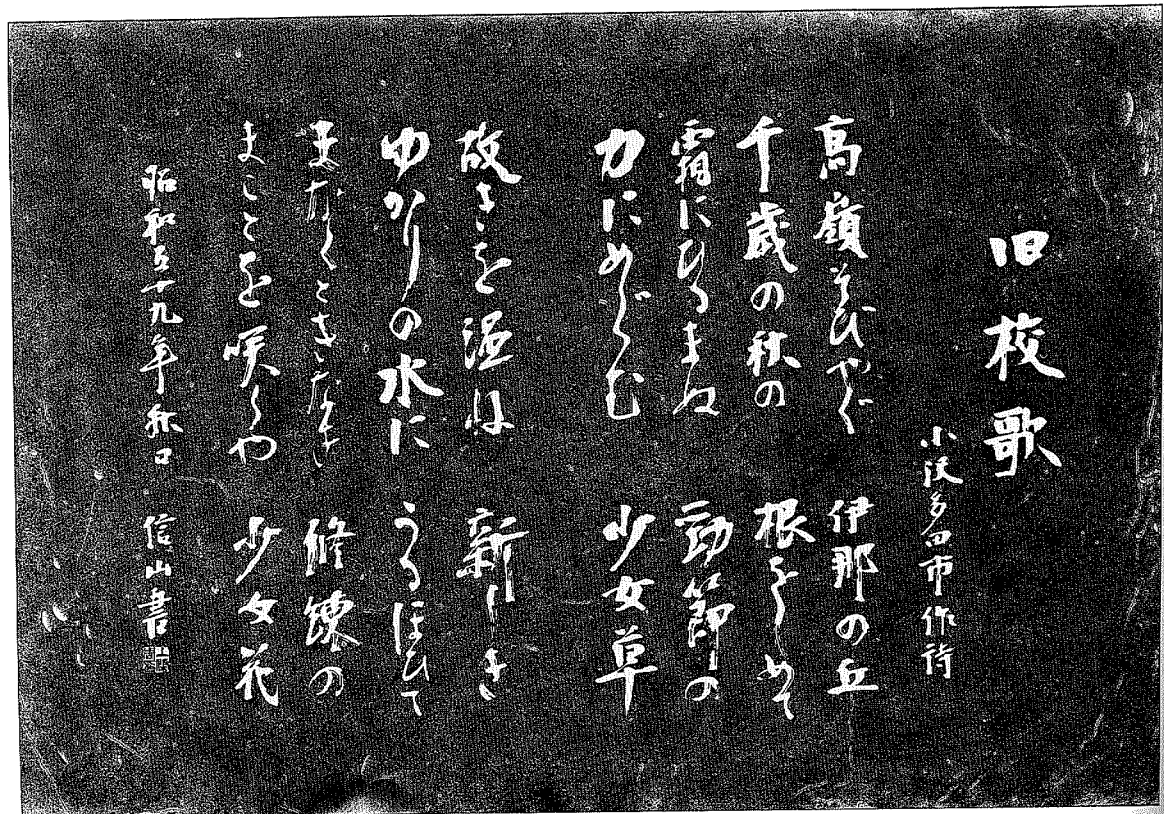 旧校歌
小沢多四市作詩
高嶺そびやぐ 伊那の丘
千歳の秋の 根をしめて
霜にひるまぬ 勁節の
力にめぐむ 少女草
故きを温ね 新しき
ゆかりの水に うるほひて
まなくときなき 修練の
まことを咲くや 少女花
昭和五十九年秋日 信山書